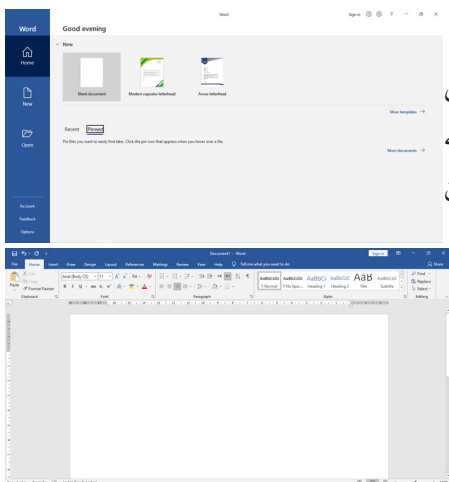 Word
Sign in
?
Word
Good evening
Home
New
Blank document
Modern capsules letterhead
Arrow letterhead
New
More templates
Recent
Pinned
Pin files you want to easily find later. Click the pin icon that appears when you hover over a file.
Open
More documents
Account
Feedback
Options
Document1 - Word
Sign in
File Home Insert Draw Design Layout References Mailings Review View Help Tell me what you want to do
Share
Paste
Cut
Copy
Format Painter
Arial (Body CS)
11
AaBbCcDc
AaBbCcDc
AaBbCc
AaBbCcC
AaB
AaBbCcC
¶ Normal
¶ No Spac...
Heading 1
Heading 2
Title
Subtitle
Find
Replace
Select
Clipboard
Font
Paragraph
Styles
Editing